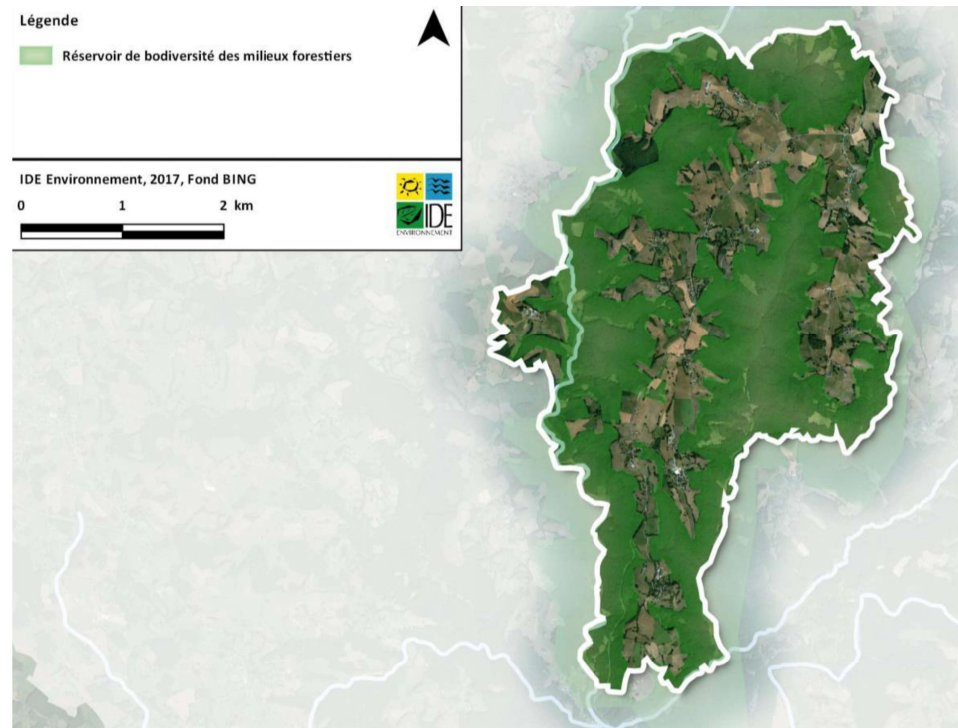 Légende
Réservoir de bodiversité des milieux forestiers
IDE Environnement, 2017, Fond BING
0 1 2 km
IDE
ENVIRONNEMENT